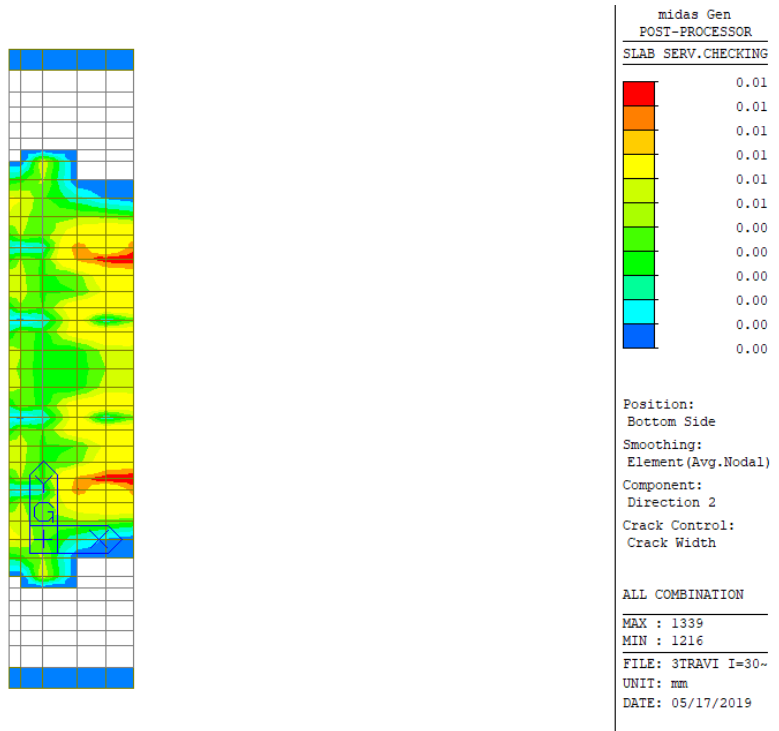 midas Gen
POST-PROCESSOR
SLAB SERV.CHECKING
0.01
0.01
0.01
0.01
0.01
0.01
0.00
0.00
0.00
0.00
0.00
0.00
Position:
Bottom Side
Smoothing:
Element(Avg.Nodal)
Component:
Direction 2
Crack Control:
Crack Width
ALL COMBINATION
MAX : 1339
MIN : 1216
FILE: 3TRAVI I=30~
UNIT: mm
DATE: 05/17/2019
Y
G
X